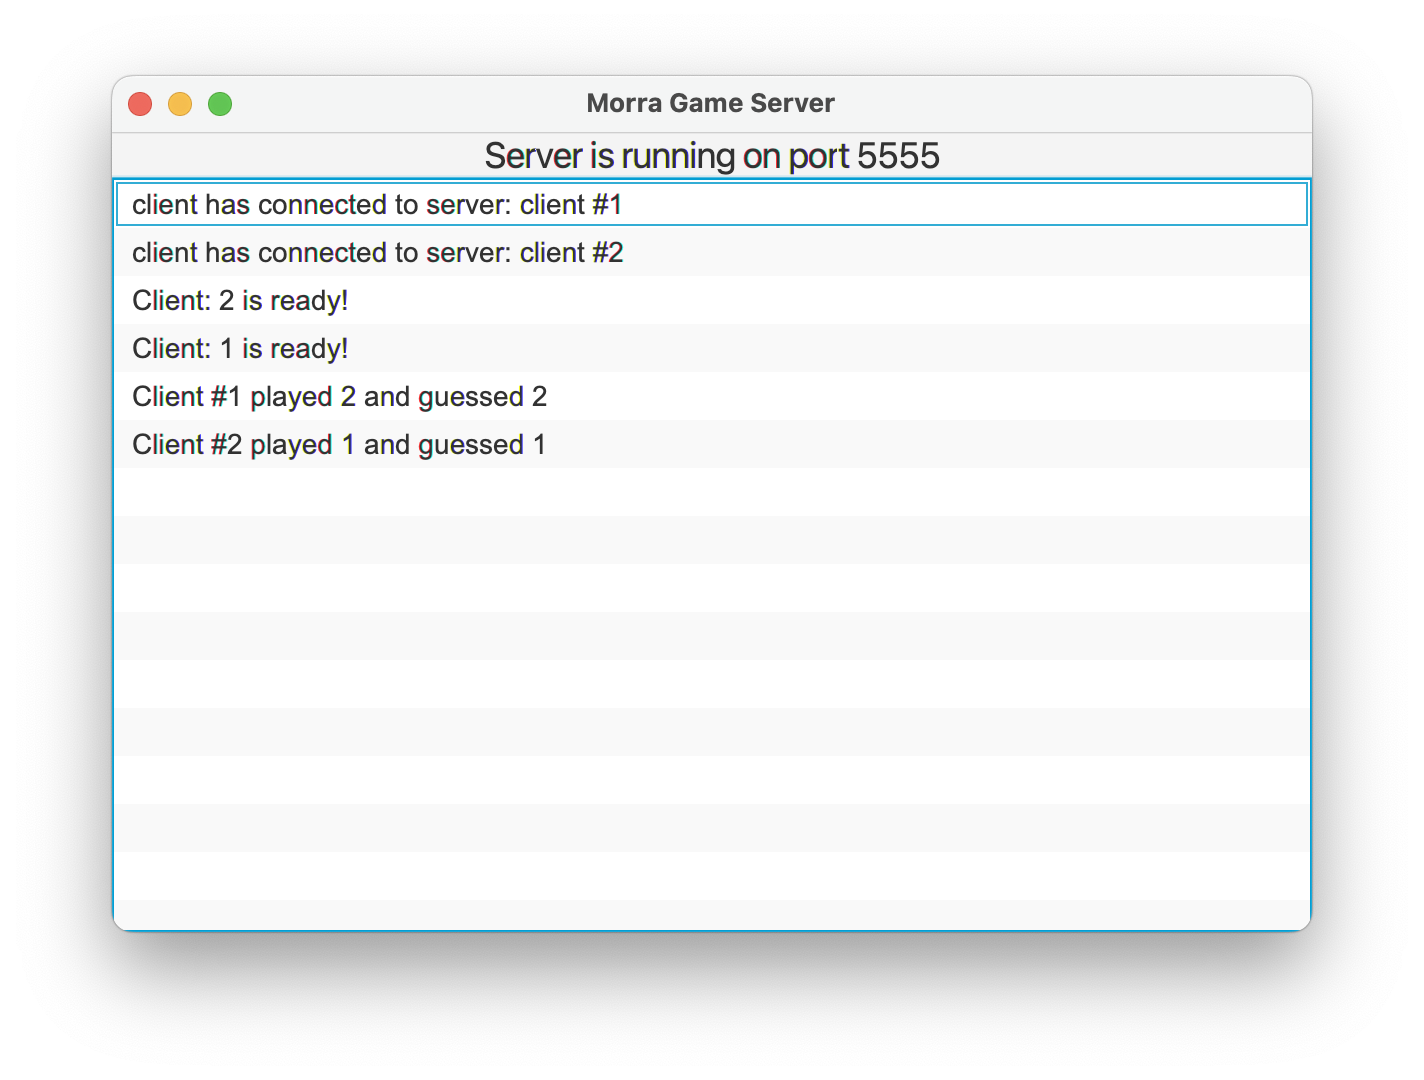 Morra Game Server
Server is running on port 5555
client has connected to server: client #1
client has connected to server: client #2
Client: 2 is ready!
Client: 1 is ready!
Client #1 played 2 and guessed 2
Client #2 played 1 and guessed 1